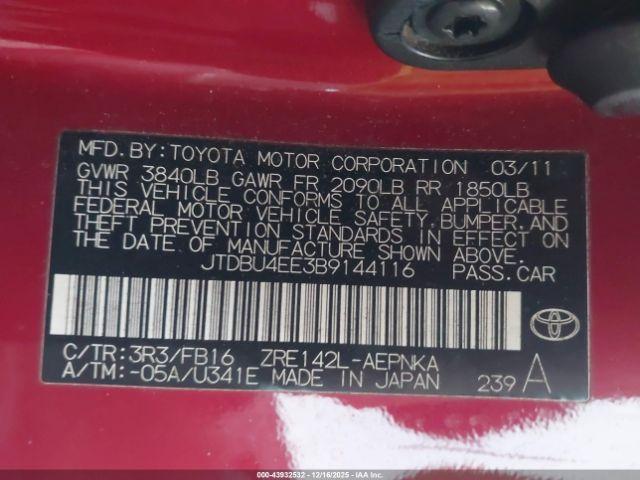 MFD.BY:TOYOTA MOTOR CORPORATION 03/11
GVWR 3840LB GAWR FR 2090LB RR 1850LB
THIS VEHICLE CONFORMS TO ALL APPLICABLE
FEDERAL MOTOR VEHICLE SAFETY, BUMPER, AND
THEFT PREVENTION STANDARDS IN EFFECT ON
THE DATE OF MANUFACTURE SHOWN ABOVE.
JTDBU4EE3B9144116 PASS.CAR
C/TR:3R3/FB16 ZRE142L-AEPNKA
A/TM:-05A/U341E MADE IN JAPAN 239 A
00-43932532 - 12/16/2025 - IAAI.COM